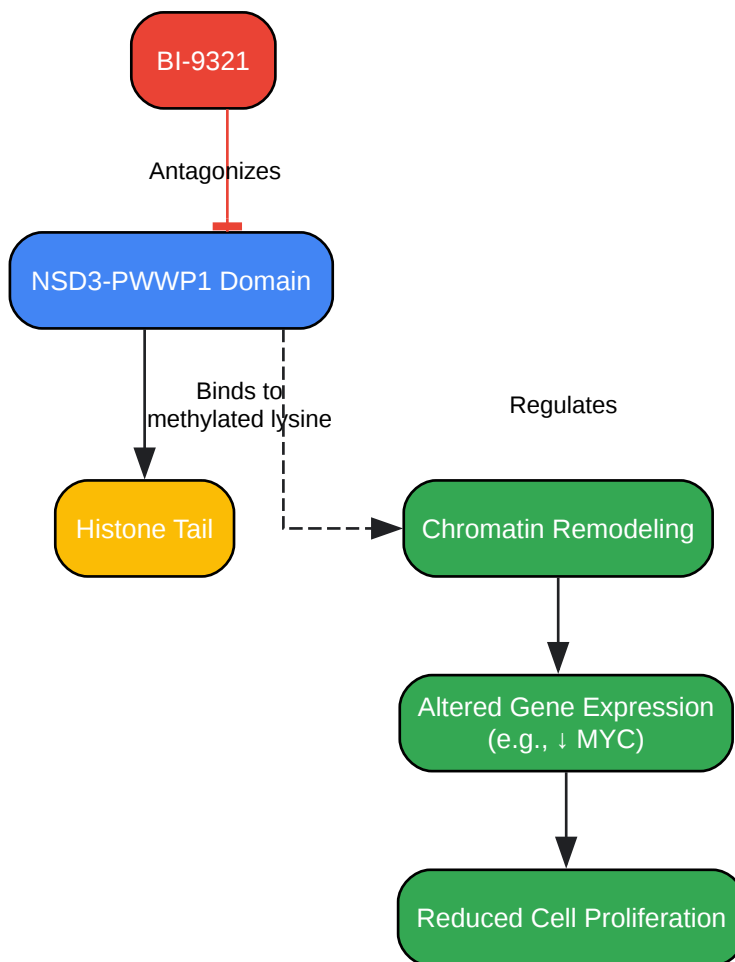 BI-9321
Antagonizes
NSD3-PWWP1 Domain
Binds to
methylated lysine
Regulates
Histone Tail
Chromatin Remodeling
Altered Gene Expression
(e.g., ↓ MYC)
Reduced Cell Proliferation